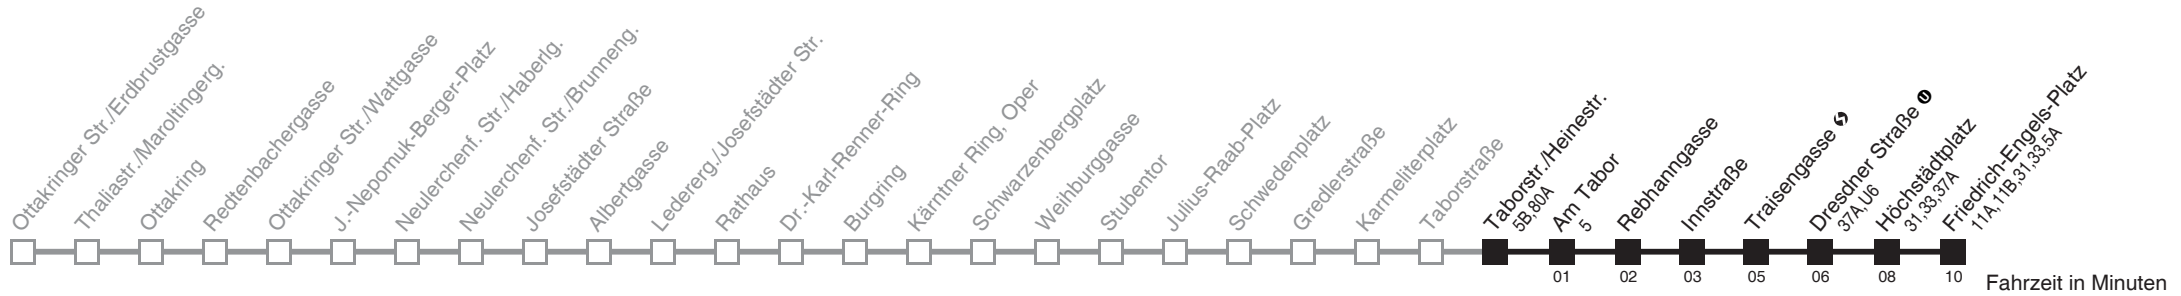 Ottakringer Str./Erdbrustgasse
Thaliastr./Maroltingerg.
Ottakring
Redtenbachergasse
Ottakringer Str./Wattgasse
J.-Nepomuk-Berger-Platz
Neulerchenf. Str./Haberlg.
Neulerchenf. Str./Brunneng.
Josefstädter Straße
Albertgasse
Ledererg./Josefstädter Str.
Rathaus
Dr.-Karl-Renner-Ring
Burgring
Kärntner Ring, Oper
Schwarzenbergplatz
Weihburggasse
Stubentor
Julius-Raab-Platz
Schwedenplatz
Gredlerstraße
Karmeliterplatz
Taborstraße
Taborstr./Heinestr.
5B,80A
Am Tabor
5
Rebhanngasse
Innstraße
Traisengasse S
Dresdner Straße U
37A,U6
Höchstädtplatz
31,33,37A
Friedrich-Engels-Platz
11A,11B,31,33,5A
01 02 03 05 06 08 10
Fahrzeit in Minuten